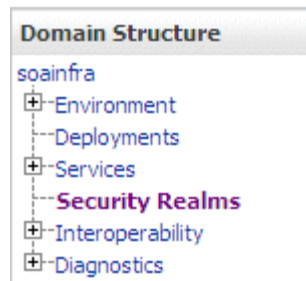 Domain Structure
soainfra
Environment
Deployments
Services
Security Realms
Interoperability
Diagnostics